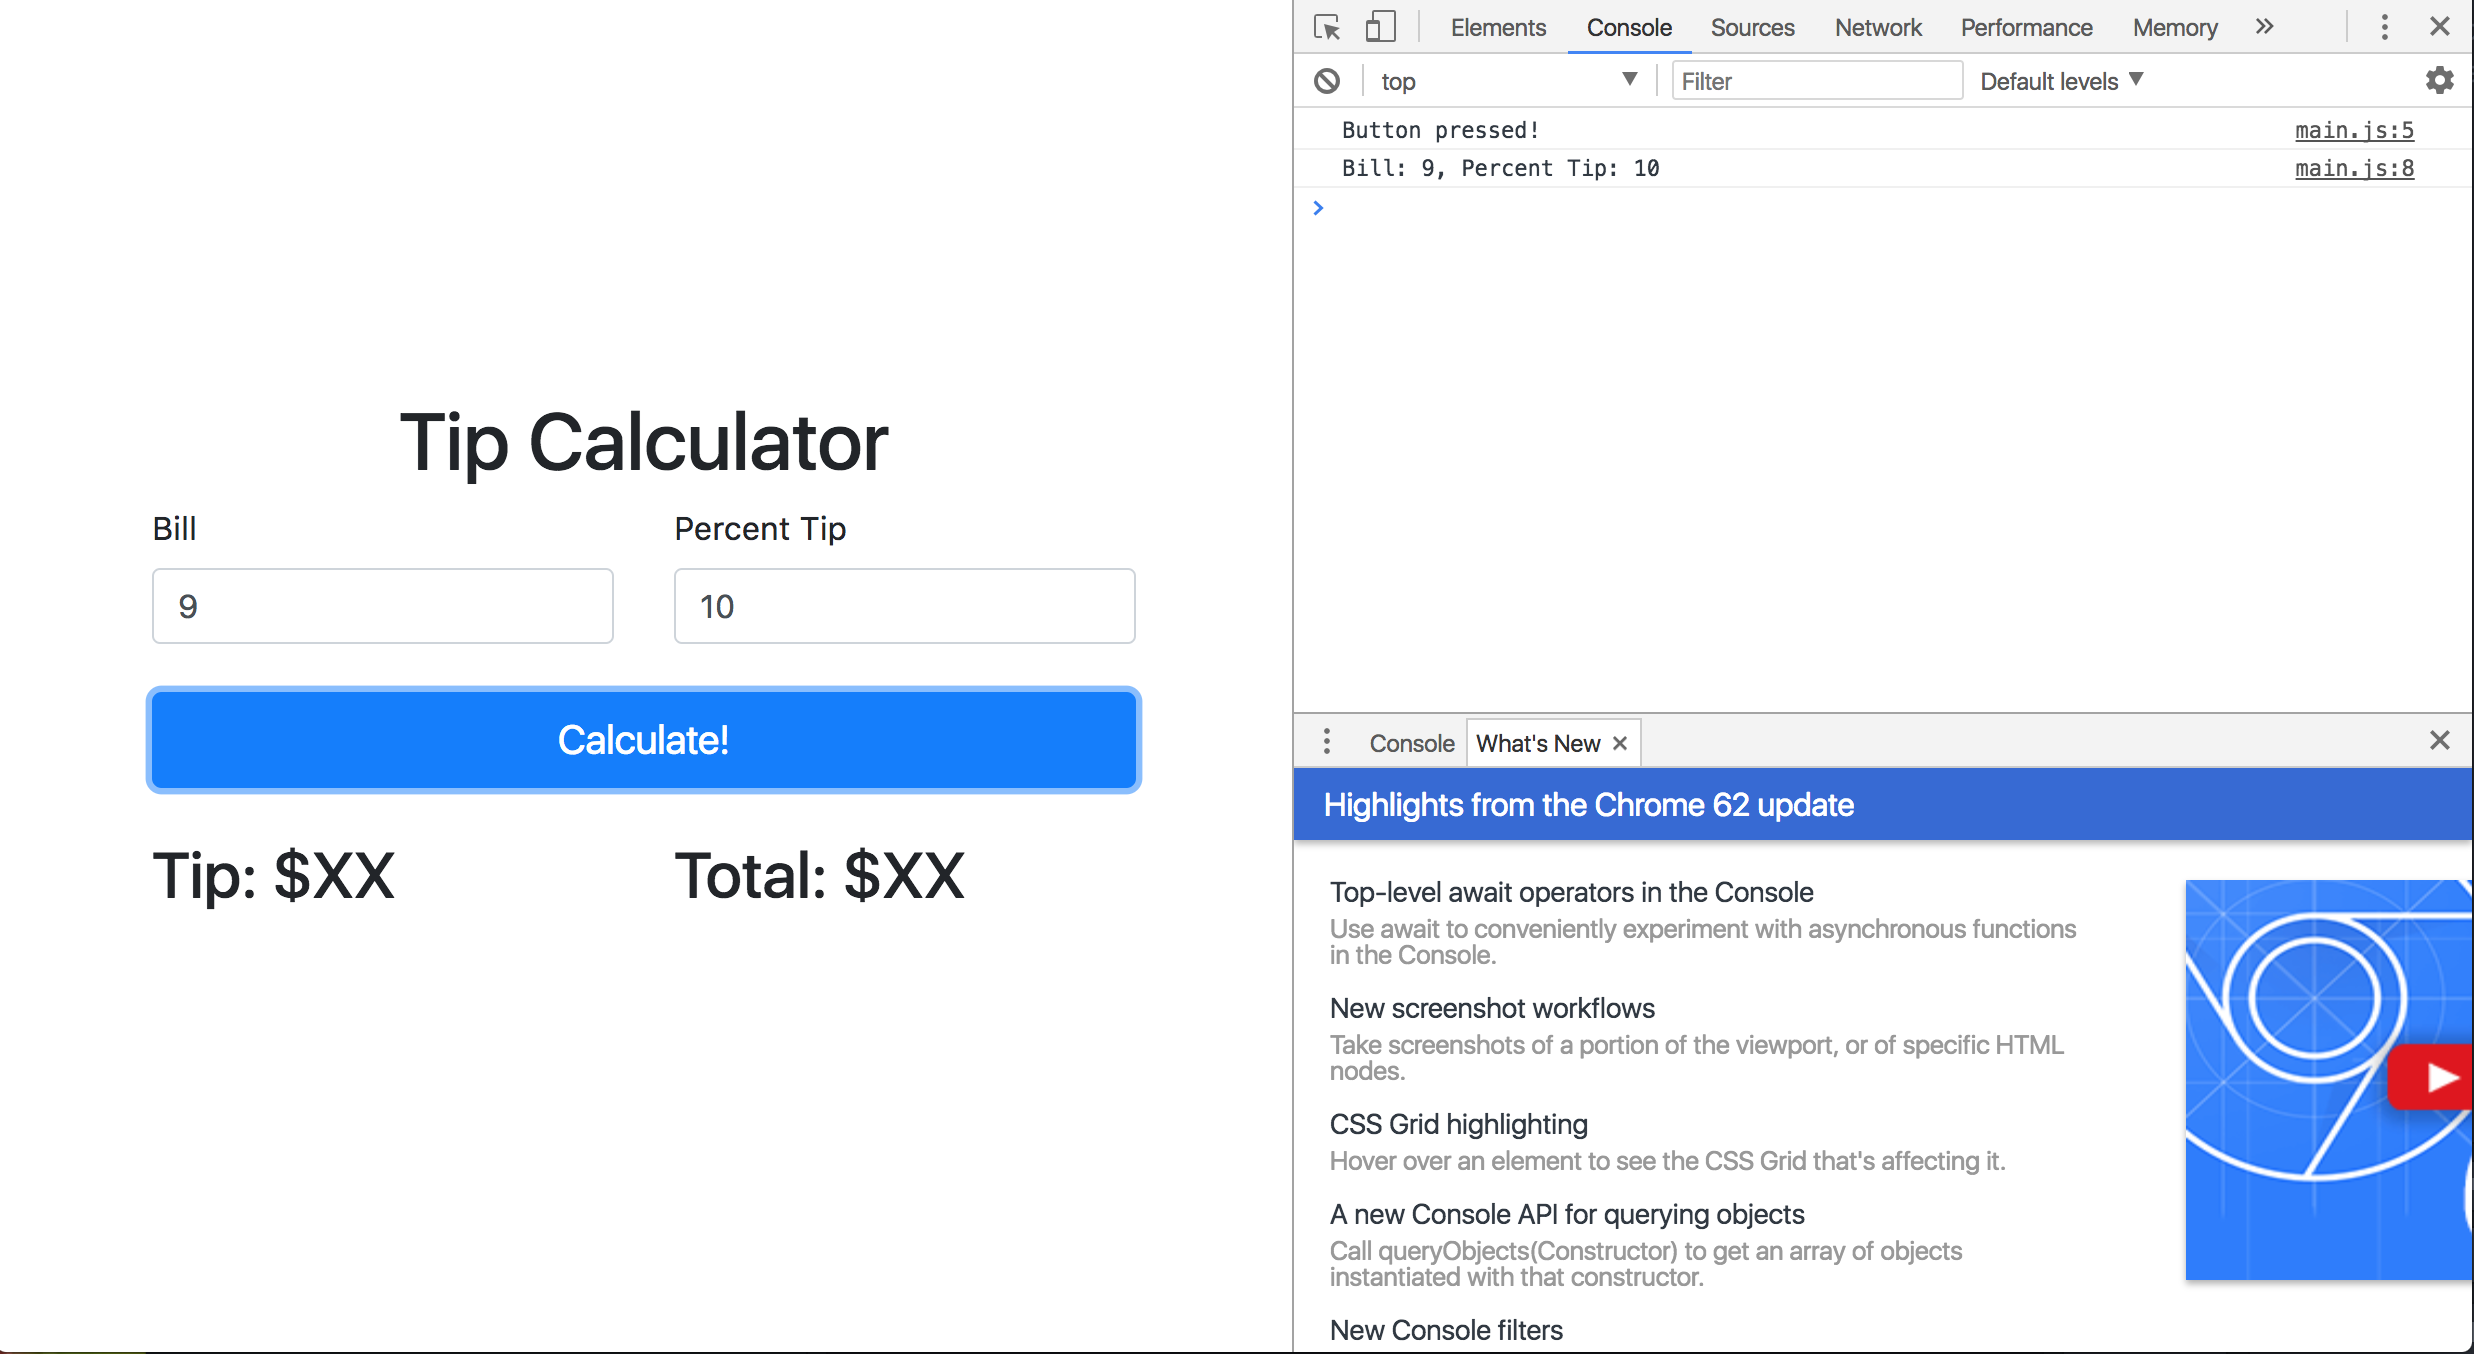 Tip Calculator
Bill
Percent Tip
9
10
Calculate!
Tip: $XX
Total: $XX
Elements Console Sources Network Performance Memory
top Filter Default levels
Button pressed! main.js:5
Bill: 9, Percent Tip: 10 main.js:8
Console What's New
Highlights from the Chrome 62 update
Top-level await operators in the Console
Use await to conveniently experiment with asynchronous functions
in the Console.
New screenshot workflows
Take screenshots of a portion of the viewport, or of specific HTML
nodes.
CSS Grid highlighting
Hover over an element to see the CSS Grid that's affecting it.
A new Console API for querying objects
Call queryObjects(Constructor) to get an array of objects
instantiated with that constructor.
New Console filters